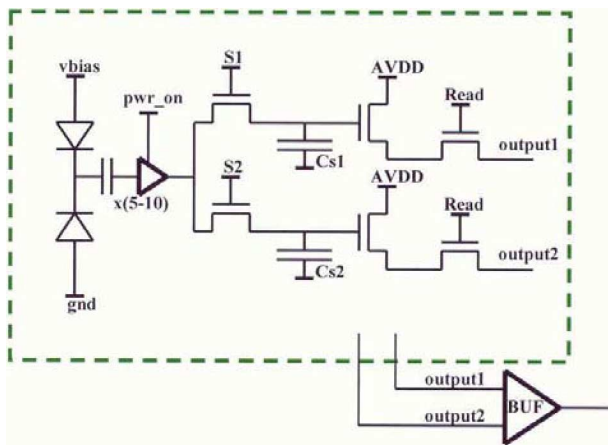 vbias
pwr_on
x(5-10)
gnd
S1
Cs1
AVDD
Read
output1
S2
Cs2
AVDD
Read
output2
output1
output2
BUF